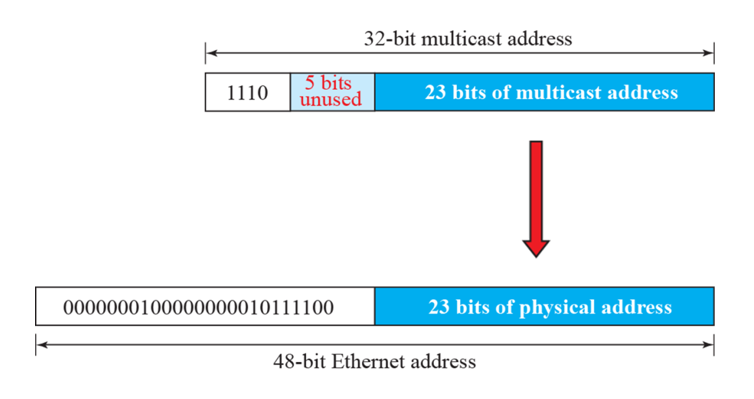 32-bit multicast address
1110
5 bits
unused
23 bits of multicast address
0000000100000000010111100
23 bits of physical address
48-bit Ethernet address